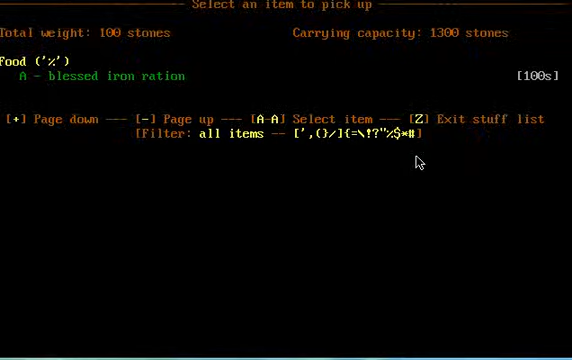 Select an item to pick up
Total weight: 100 stones Carrying capacity: 1300 stones
Food ('%')
A - blessed iron ration [100s]
[+] Page down --- [-] Page up --- [A-A] Select item --- [Z] Exit stuff list
[Filter: all items -- [',(}/]{=\!?"%$*#]